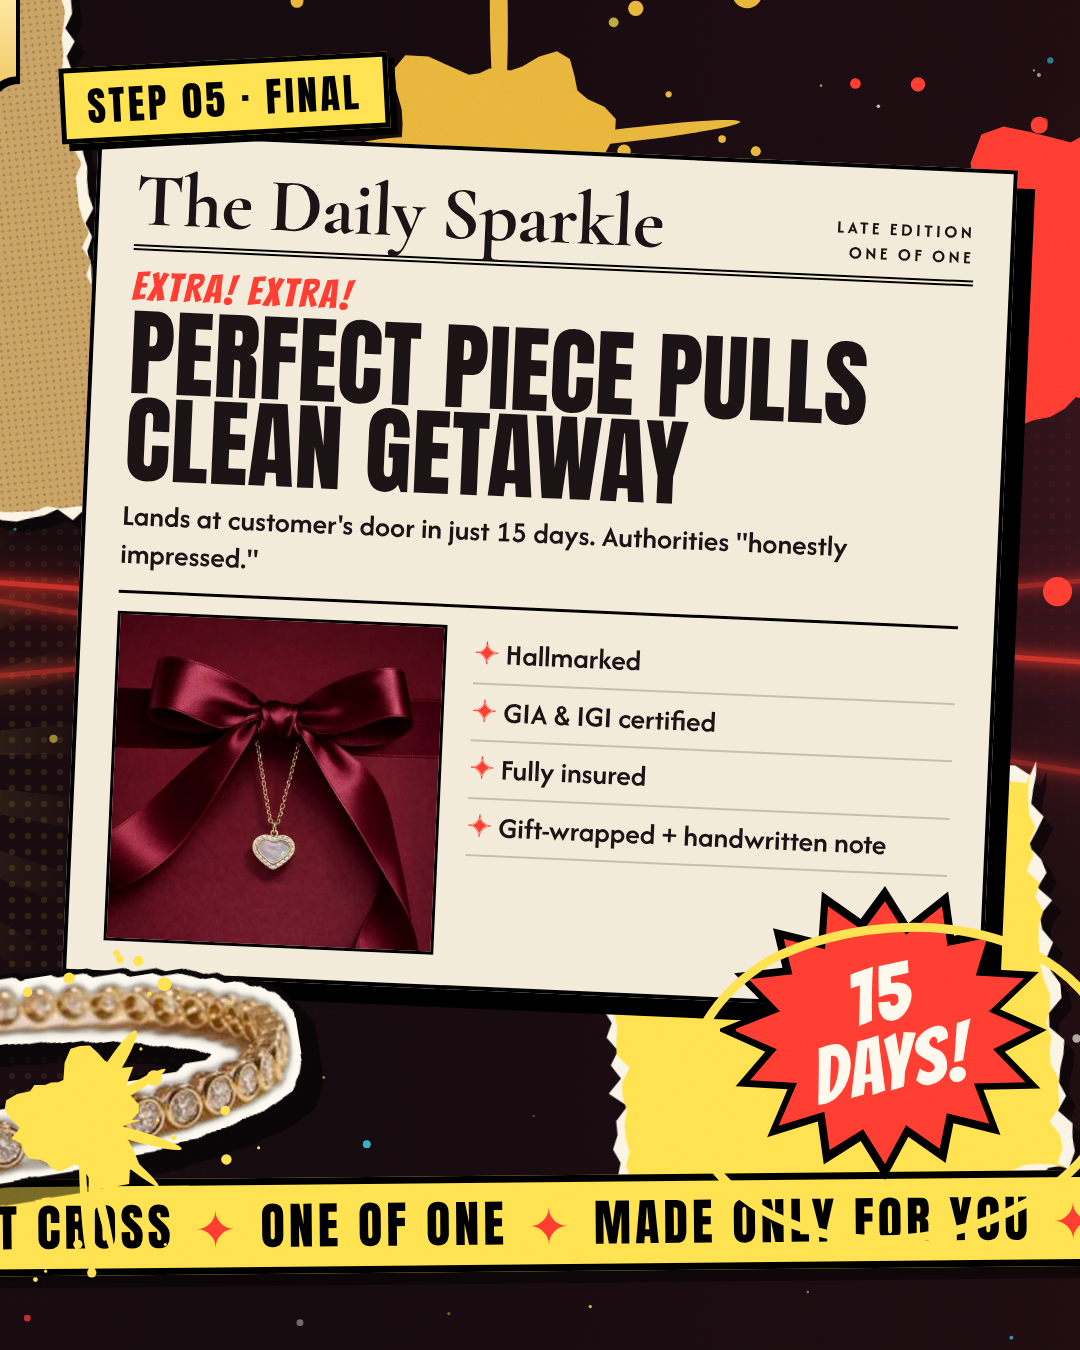 STEP 05 · FINAL
The Daily Sparkle
LATE EDITION
ONE OF ONE
EXTRA! EXTRA!
PERFECT PIECE PULLS
CLEAN GETAWAY
Lands at customer's door in just 15 days. Authorities "honestly
impressed."
Hallmarked
GIA & IGI certified
Fully insured
Gift-wrapped + handwritten note
15
DAYS!
ONE OF ONE ✦ MADE ONLY FOR YOU